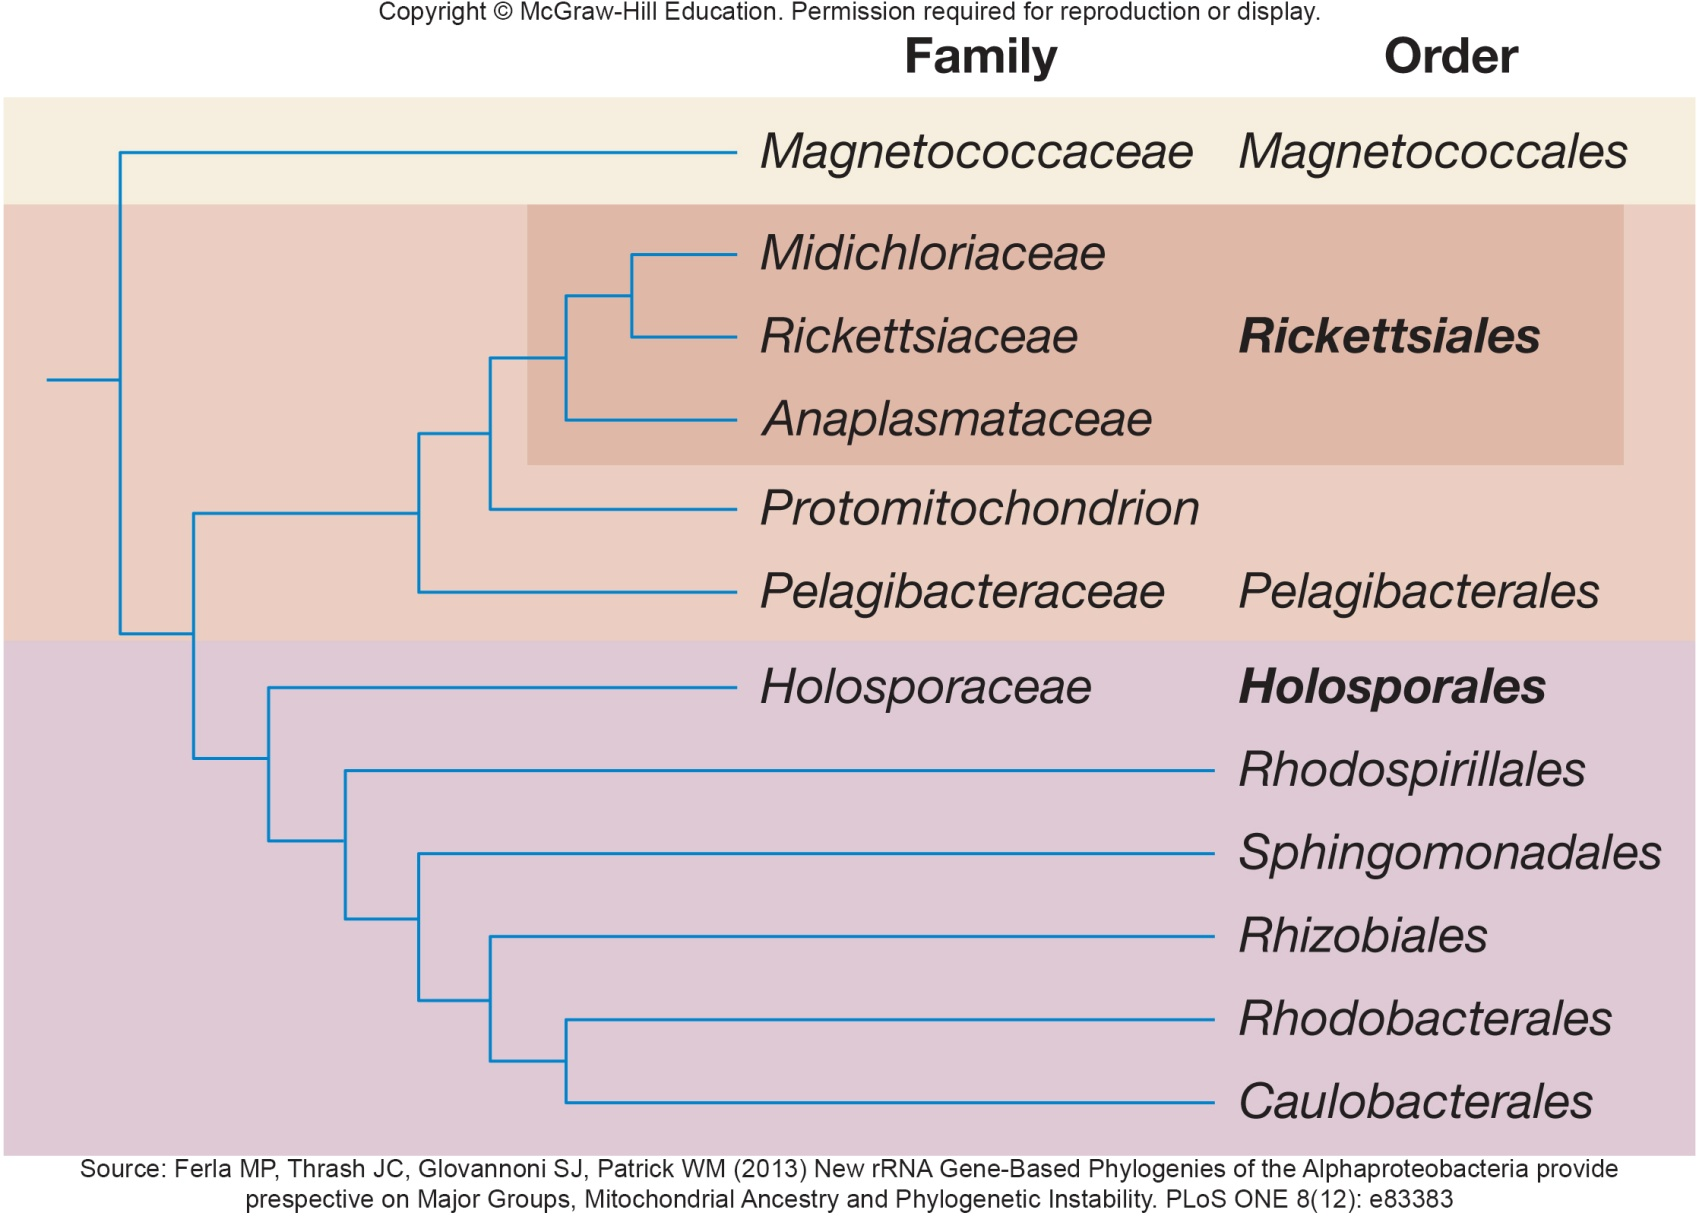 Copyright © McGraw-Hill Education. Permission required for reproduction or display.
Family Order
Magnetococcaceae Magnetococcales
Midichloriaceae
Rickettsiaceae Rickettsiales
Anaplasmataceae
Protomitochondrion
Pelagibacteraceae Pelagibacterales
Holosporaceae Holosporales
Rhodospirillales
Sphingomonadales
Rhizobiales
Rhodobacterales
Caulobacterales
Source: Ferla MP, Thrash JC, GIovannoni SJ, Patrick WM (2013) New rRNA Gene-Based Phylogenies of the Alphaproteobacteria provide
prespective on Major Groups, Mitochondrial Ancestry and Phylogenetic Instability. PLoS ONE 8(12): e83383